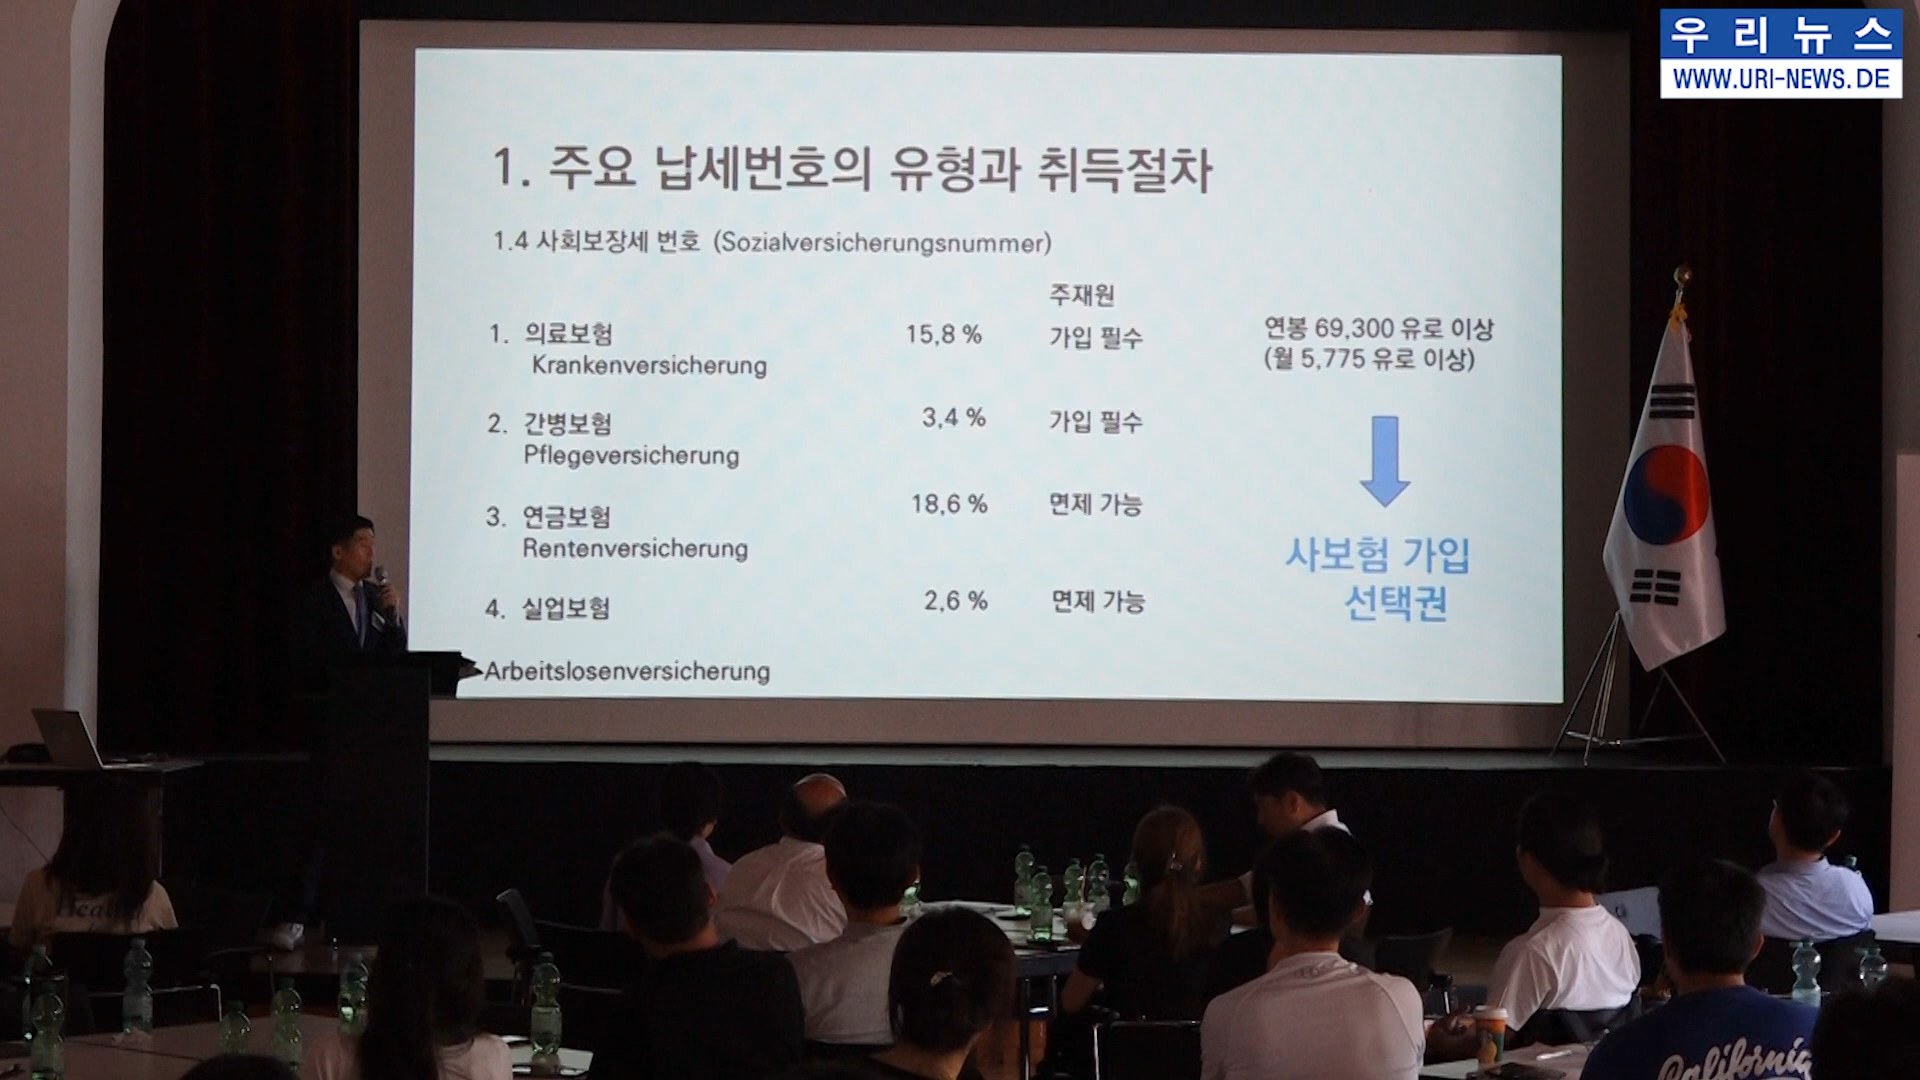 우리뉴스
WWW.URI-NEWS.DE
1. 주요 납세번호의 유형과 취득절차
1.4 사회보장세 번호 (Sozialversicherungsnummer)
주재원
1. 의료보험 15,8 % 가입 필수
Krankenversicherung
연봉 69,300 유로 이상
(월 5,775 유로 이상)
2. 간병보험 3,4 % 가입 필수
Pflegeversicherung
3. 연금보험 18,6 % 면제 가능
Rentenversicherung
사보험 가입
선택권
4. 실업보험 2,6 % 면제 가능
Arbeitslosenversicherung
California